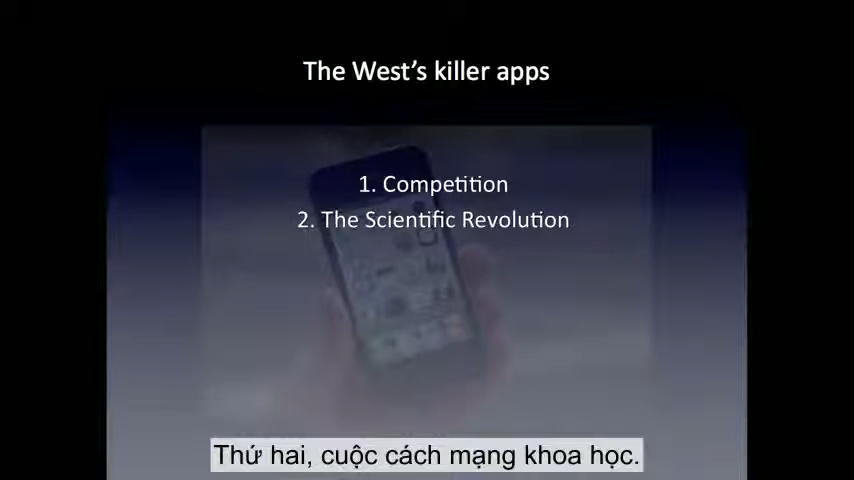 The West's killer apps
1. Competition
2. The Scientific Revolution
Thứ hai, cuộc cách mạng khoa học.